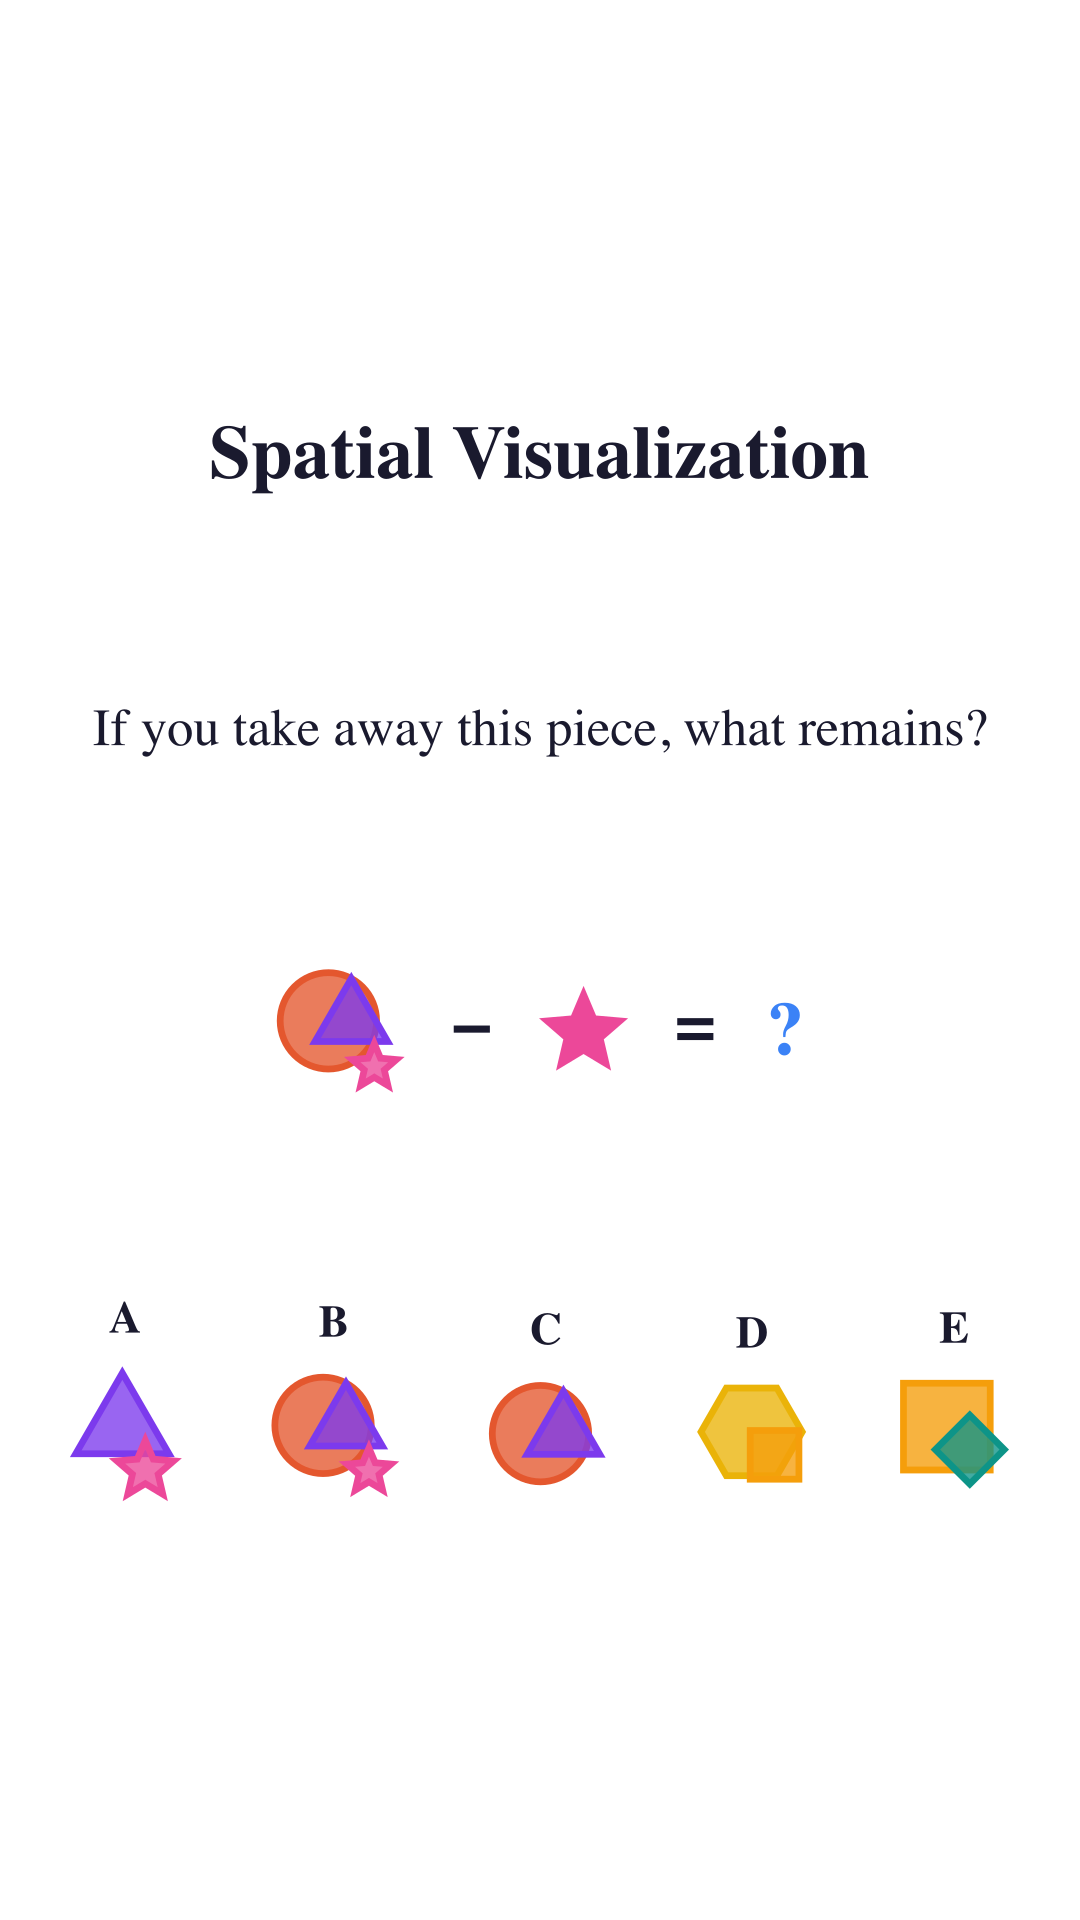 Spatial Visualization
If you take away this piece, what remains?
− = ?
A B C D E